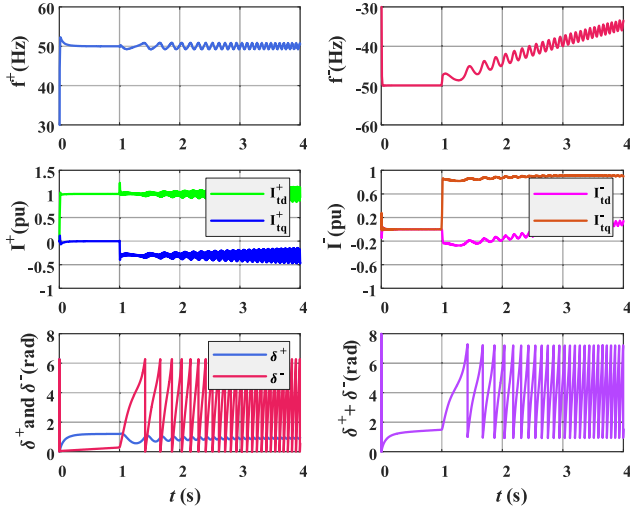 f⁺(Hz)
60
50
40
30
0 1 2 3 4
f⁻(Hz)
-30
-40
-50
-60
0 1 2 3 4
I⁺(pu)
1.5
1
0.5
0
-0.5
-1
0 1 2 3 4
I⁺td
I⁺tq
I⁻(pu)
1
0.6
0.2
-0.2
-0.6
-1
0 1 2 3 4
I⁻td
I⁻tq
δ⁺ and δ⁻(rad)
8
6
4
2
0
0 1 2 3 4
δ⁺
δ⁻
t (s)
δ⁺+ δ⁻(rad)
8
6
4
2
0
0 1 2 3 4
t (s)